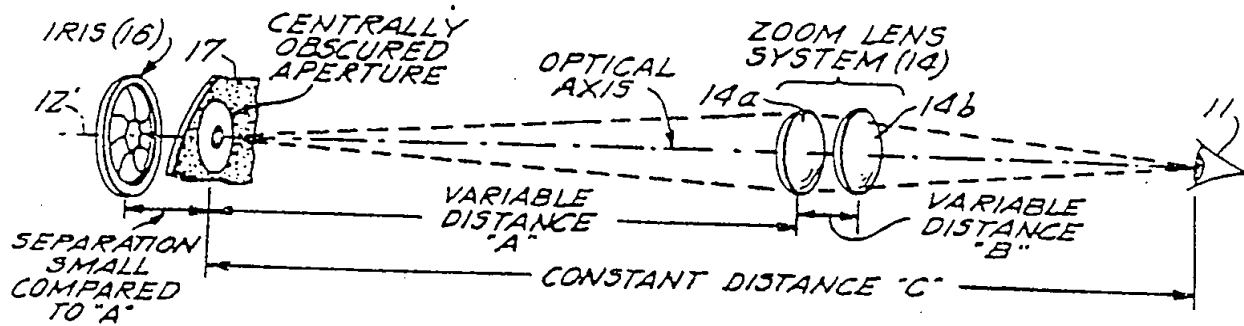 IRIS (16)
17
CENTRALLY
OBSCURED
APERTURE
12'
OPTICAL
AXIS
ZOOM LENS
SYSTEM (14)
14a
14b
11
SEPARATION
SMALL
COMPARED
TO "A"
VARIABLE
DISTANCE
"A"
VARIABLE
DISTANCE
"B"
CONSTANT DISTANCE "C"